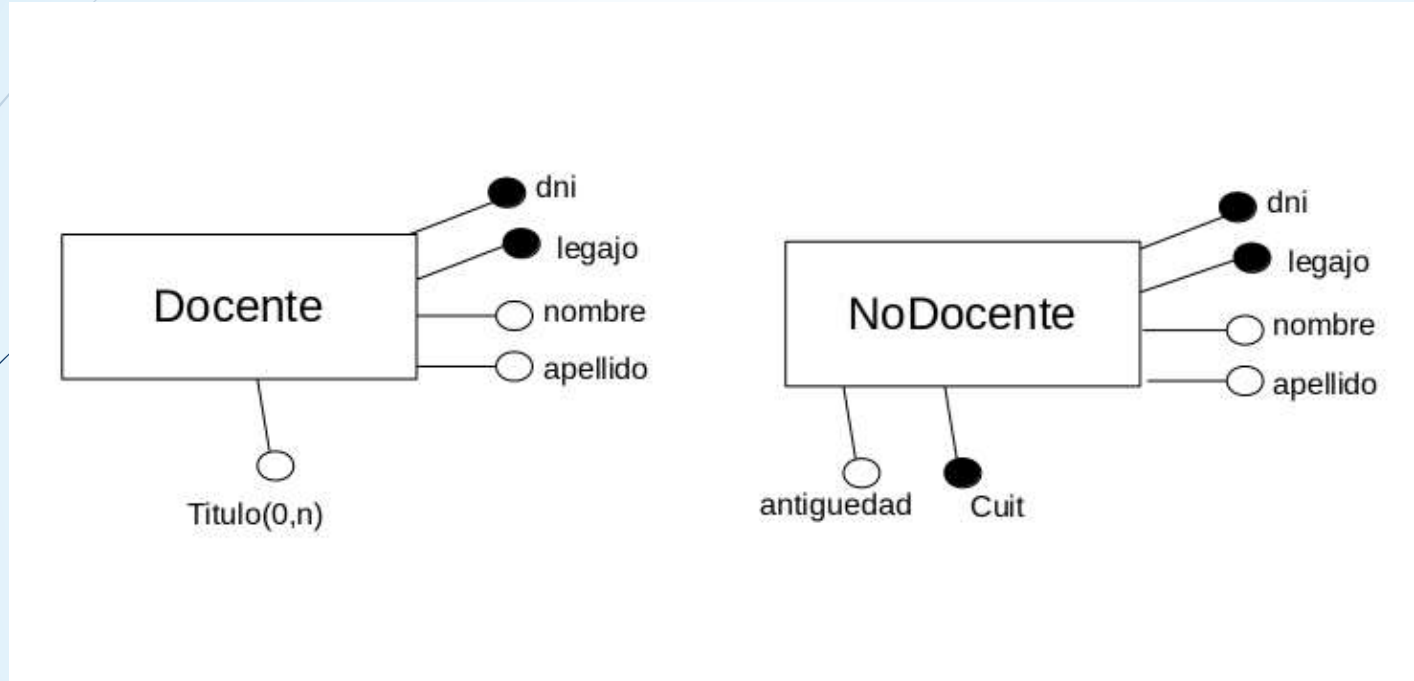 Docente
dni
legajo
nombre
apellido
Titulo(0,n)
NoDocente
dni
legajo
nombre
apellido
antiguedad
Cuit